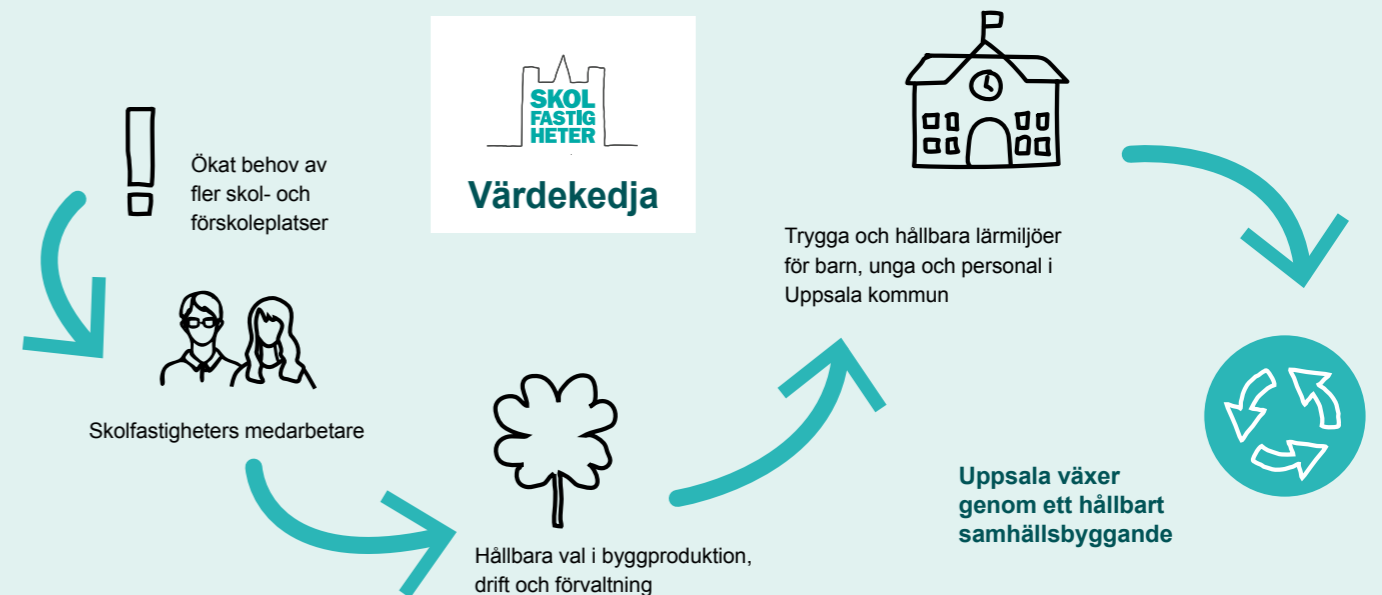 SKOL
FASTIG
HETER
Värdekedja
Ökat behov av
fler skol- och
förskoleplatser
Skolfastigheters medarbetare
Hållbara val i byggproduktion,
drift och förvaltning
Trygga och hållbara lärmiljöer
för barn, unga och personal i
Uppsala kommun
Uppsala växer
genom ett hållbart
samhällsbyggande